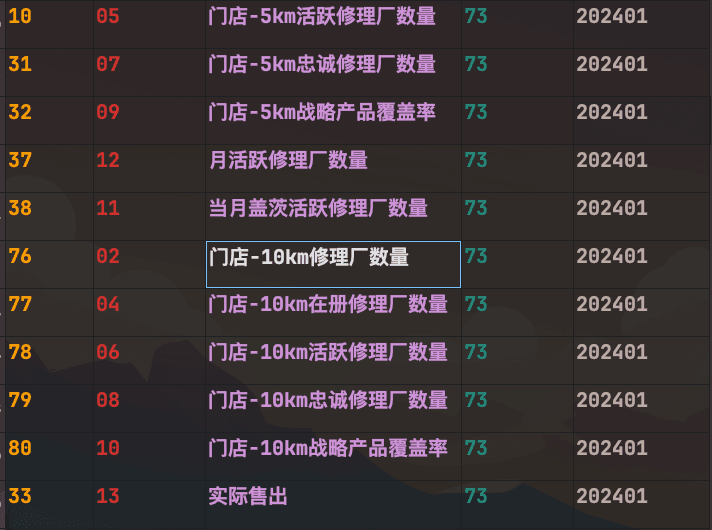 10 05 门店-5km活跃修理厂数量 73 202401
31 07 门店-5km忠诚修理厂数量 73 202401
32 09 门店-5km战略产品覆盖率 73 202401
37 12 月活跃修理厂数量 73 202401
38 11 当月盖茨活跃修理厂数量 73 202401
76 02 门店-10km修理厂数量 73 202401
77 04 门店-10km在册修理厂数量 73 202401
78 06 门店-10km活跃修理厂数量 73 202401
79 08 门店-10km忠诚修理厂数量 73 202401
80 10 门店-10km战略产品覆盖率 73 202401
33 13 实际售出 73 202401